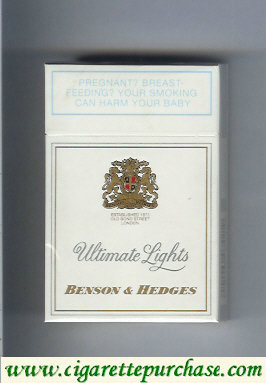 PREGNANT? BREAST-
FEEDING? YOUR SMOKING
CAN HARM YOUR BABY
ESTABLISHED 1873
OLD BOND STREET
LONDON
Ultimate Lights
BENSON & HEDGES
www.cigarettepurchase.com